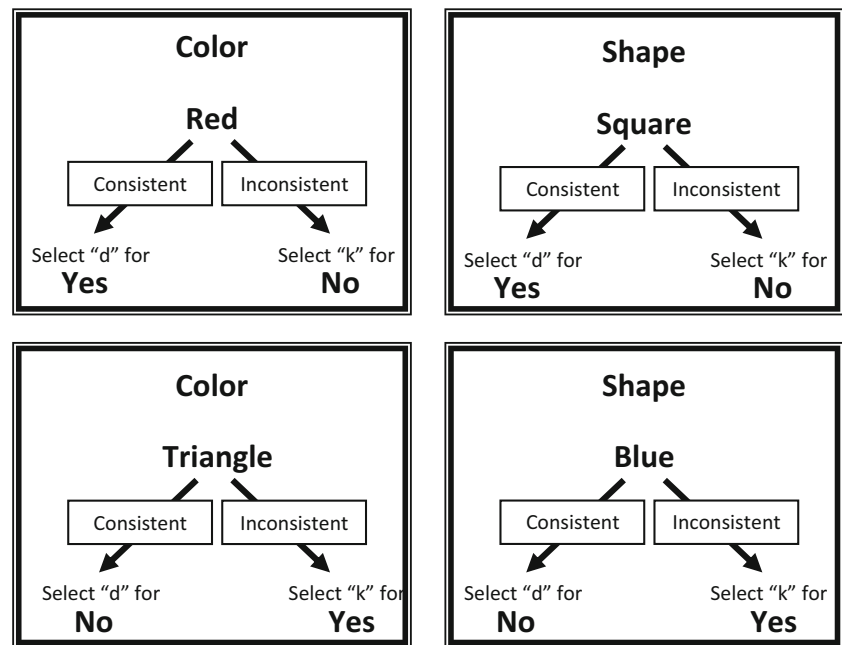 Color
Red
Consistent Inconsistent
Select “d” for Select “k” for
Yes No
Shape
Square
Consistent Inconsistent
Select “d” for Select “k” for
Yes No
Color
Triangle
Consistent Inconsistent
Select “d” for Select “k” for
No Yes
Shape
Blue
Consistent Inconsistent
Select “d” for Select “k” for
No Yes